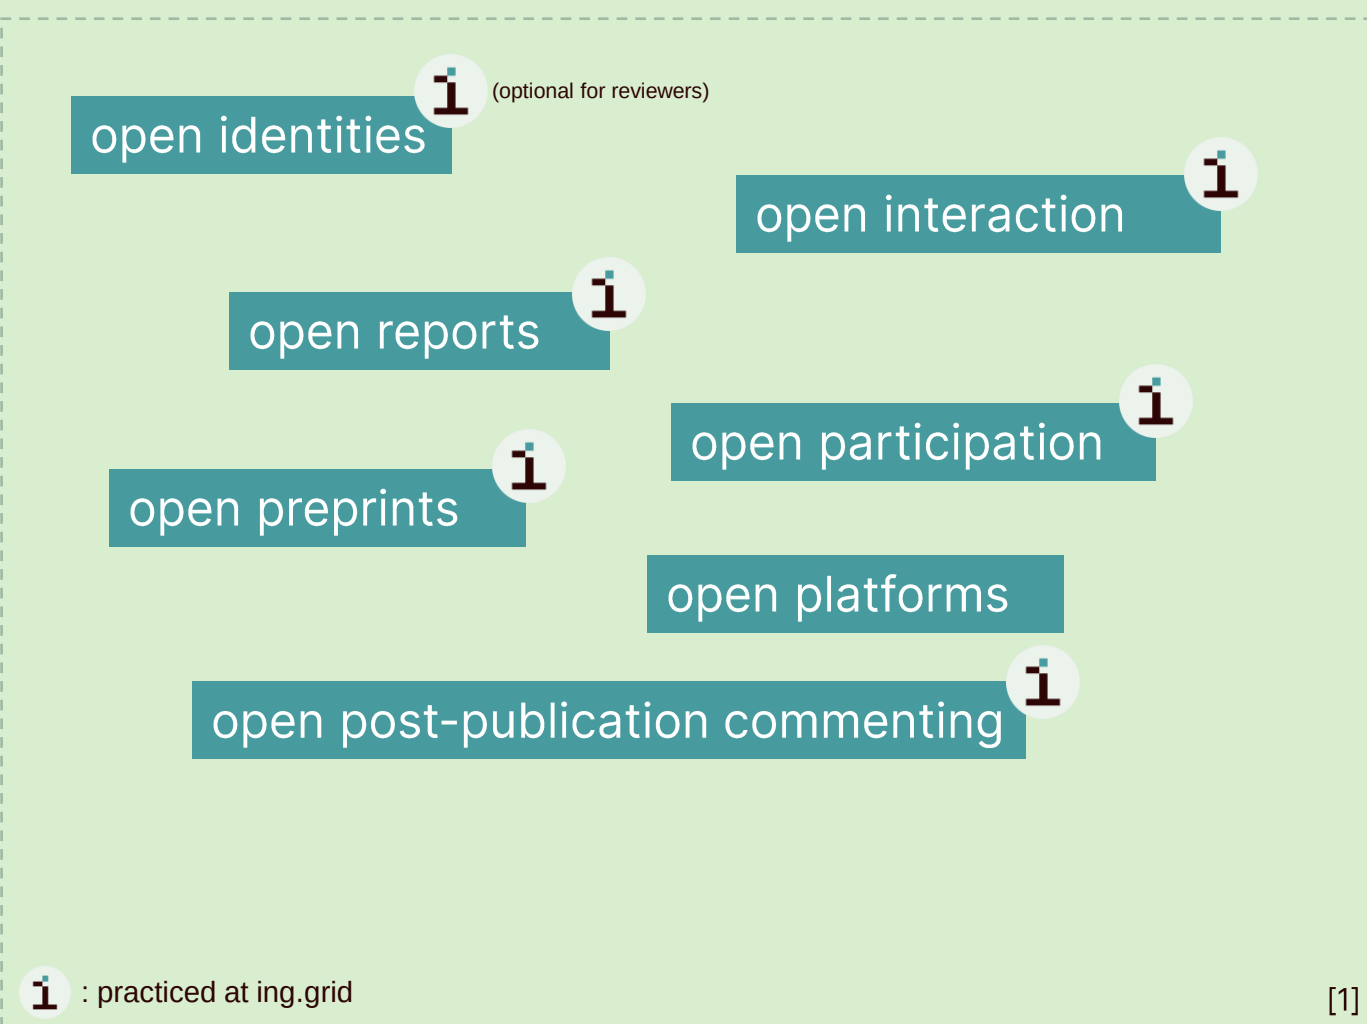 open identities
(optional for reviewers)
open interaction
open reports
open participation
open preprints
open platforms
open post-publication commenting
: practiced at ing.grid
[1]